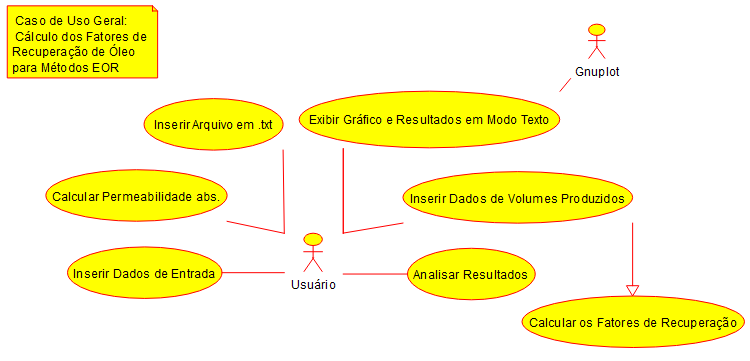 Caso de Uso Geral:
Cálculo dos Fatores de
Recuperação de Óleo
para Métodos EOR
Gnuplot
Inserir Arquivo em .txt
Exibir Gráfico e Resultados em Modo Texto
Calcular Permeabilidade abs.
Inserir Dados de Volumes Produzidos
Inserir Dados de Entrada
Usuário
Analisar Resultados
Calcular os Fatores de Recuperação